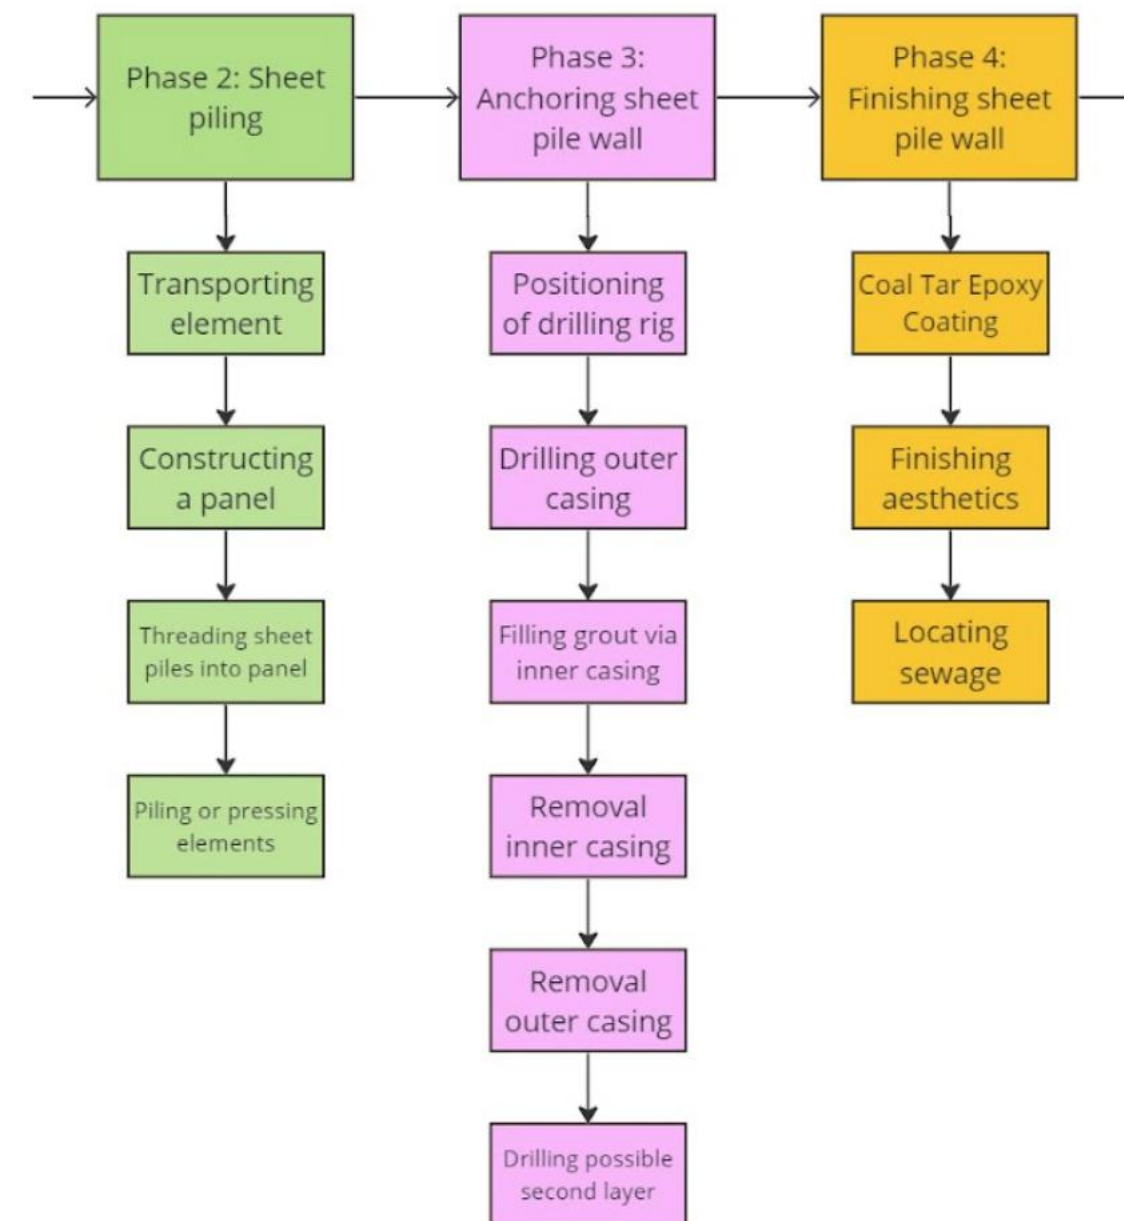 Phase 2: Sheet
piling
Transporting
element
Constructing
a panel
Threading sheet
piles into panel
Piling or pressing
elements
Phase 3:
Anchoring sheet
pile wall
Positioning
of drilling rig
Drilling outer
casing
Filling grout via
inner casing
Removal
inner casing
Removal
outer casing
Drilling possible
second layer
Phase 4:
Finishing sheet
pile wall
Coal Tar Epoxy
Coating
Finishing
aesthetics
Locating
sewage